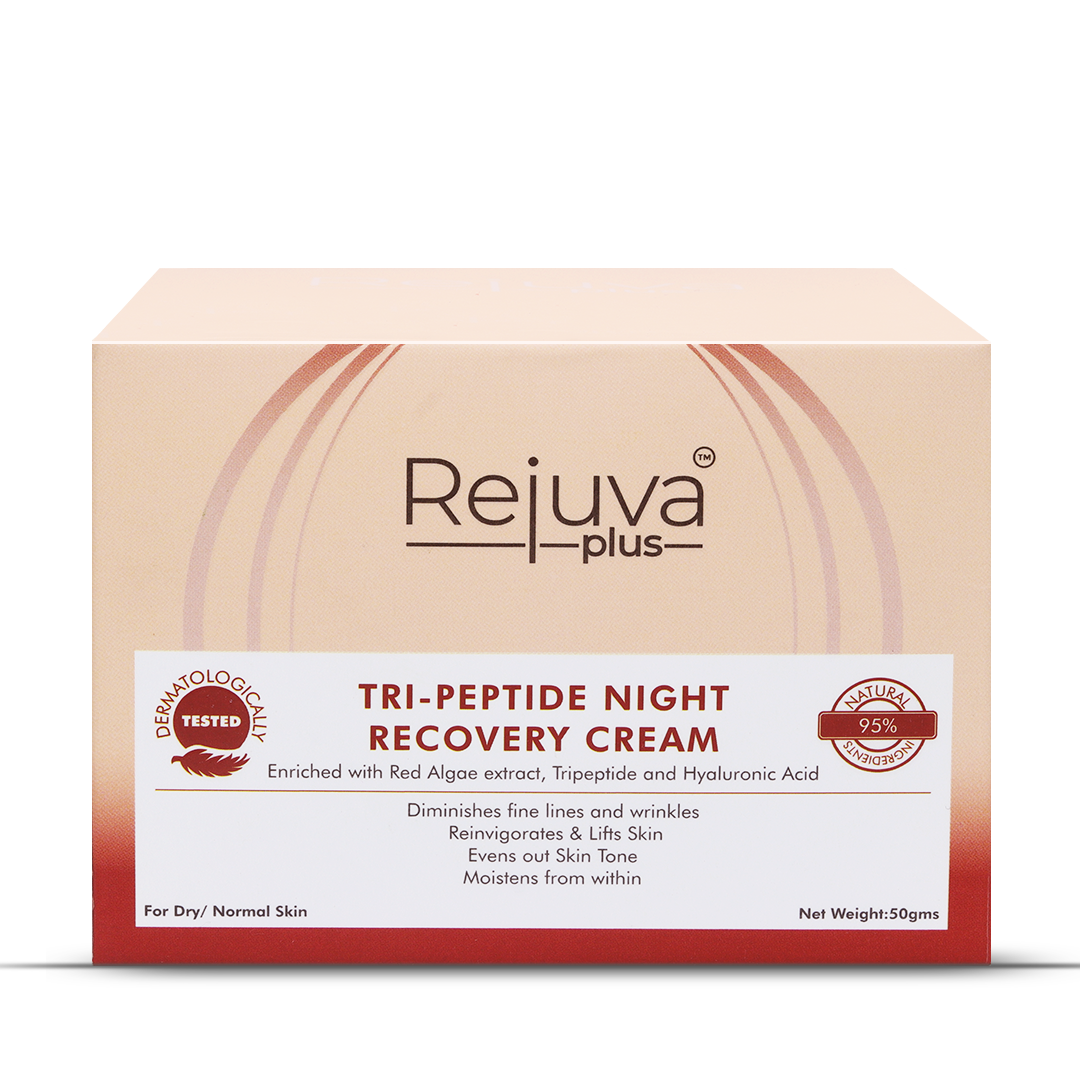 Rejuva™
plus
DERMATOLOGICALLY
TESTED
TRI-PEPTIDE NIGHT
RECOVERY CREAM
NATURAL
95%
INGREDIENTS
Enriched with Red Algae extract, Tripeptide and Hyaluronic Acid
Diminishes fine lines and wrinkles
Reinvigorates & Lifts Skin
Evens out Skin Tone
Moistens from within
For Dry/ Normal Skin
Net Weight:50gms